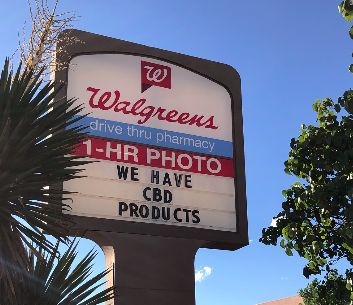 W
Walgreens
drive thru pharmacy
1-HR PHOTO
WE HAVE
CBD
PRODUCTS